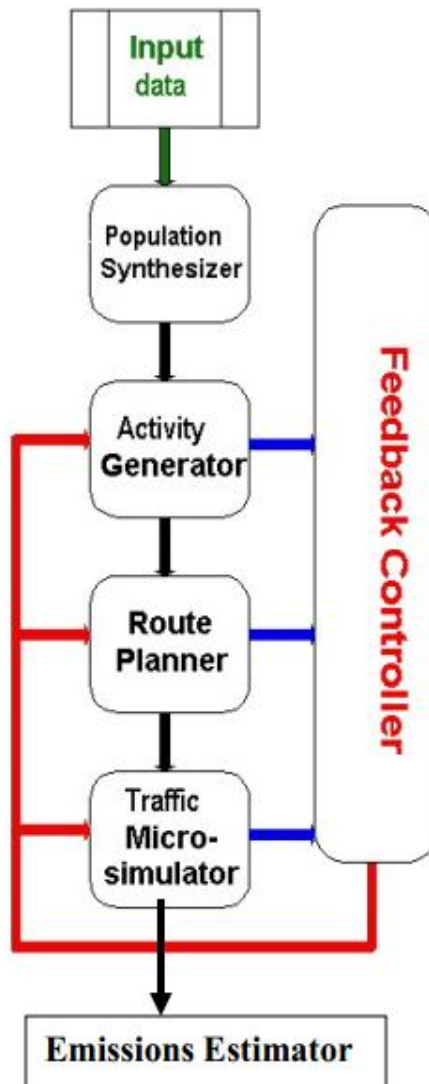 Input
data
Population
Synthesizer
Activity
Generator
Route
Planner
Traffic
Micro-
simulator
Feedback Controller
Emissions Estimator